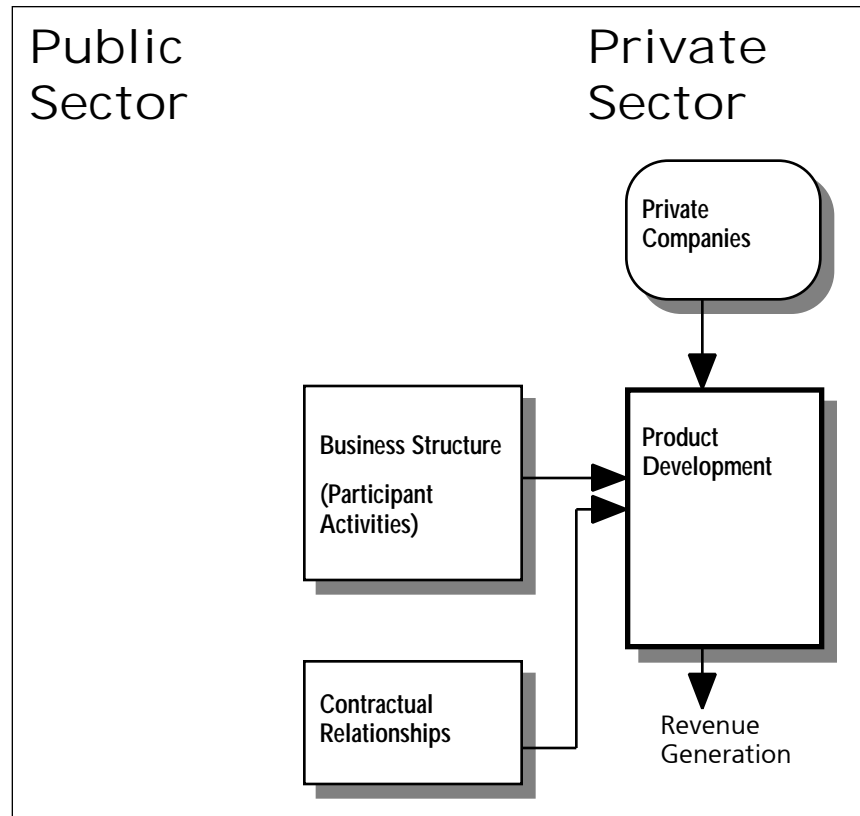 Public
Sector
Private
Sector
Private
Companies
Business Structure
(Participant
Activities)
Product
Development
Contractual
Relationships
Revenue
Generation